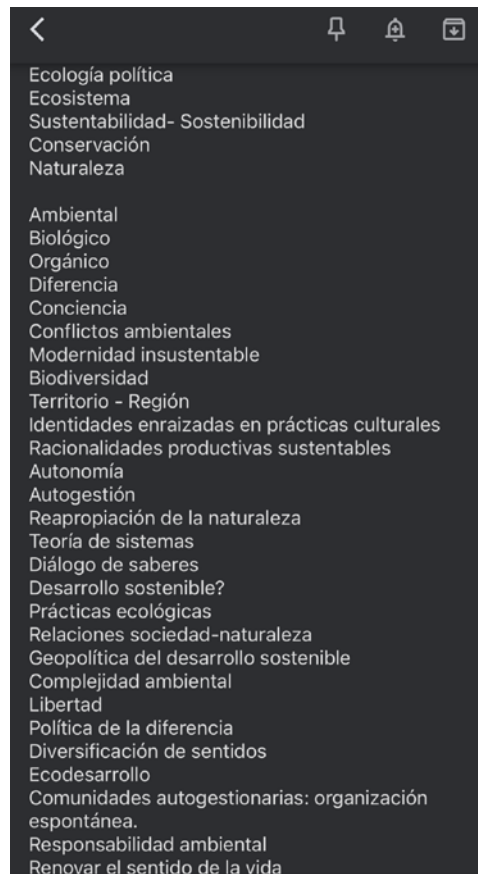 Ecología política
Ecosistema
Sustentabilidad- Sostenibilidad
Conservación
Naturaleza
Ambiental
Biológico
Orgánico
Diferencia
Conciencia
Conflictos ambientales
Modernidad insustentable
Biodiversidad
Territorio - Región
Identidades enraizadas en prácticas culturales
Racionalidades productivas sustentables
Autonomía
Autogestión
Reapropiación de la naturaleza
Teoría de sistemas
Diálogo de saberes
Desarrollo sostenible?
Prácticas ecológicas
Relaciones sociedad-naturaleza
Geopolítica del desarrollo sostenible
Complejidad ambiental
Libertad
Política de la diferencia
Diversificación de sentidos
Ecodesarrollo
Comunidades autogestionarias: organización
espontánea.
Responsabilidad ambiental
Renovar el sentido de la vida